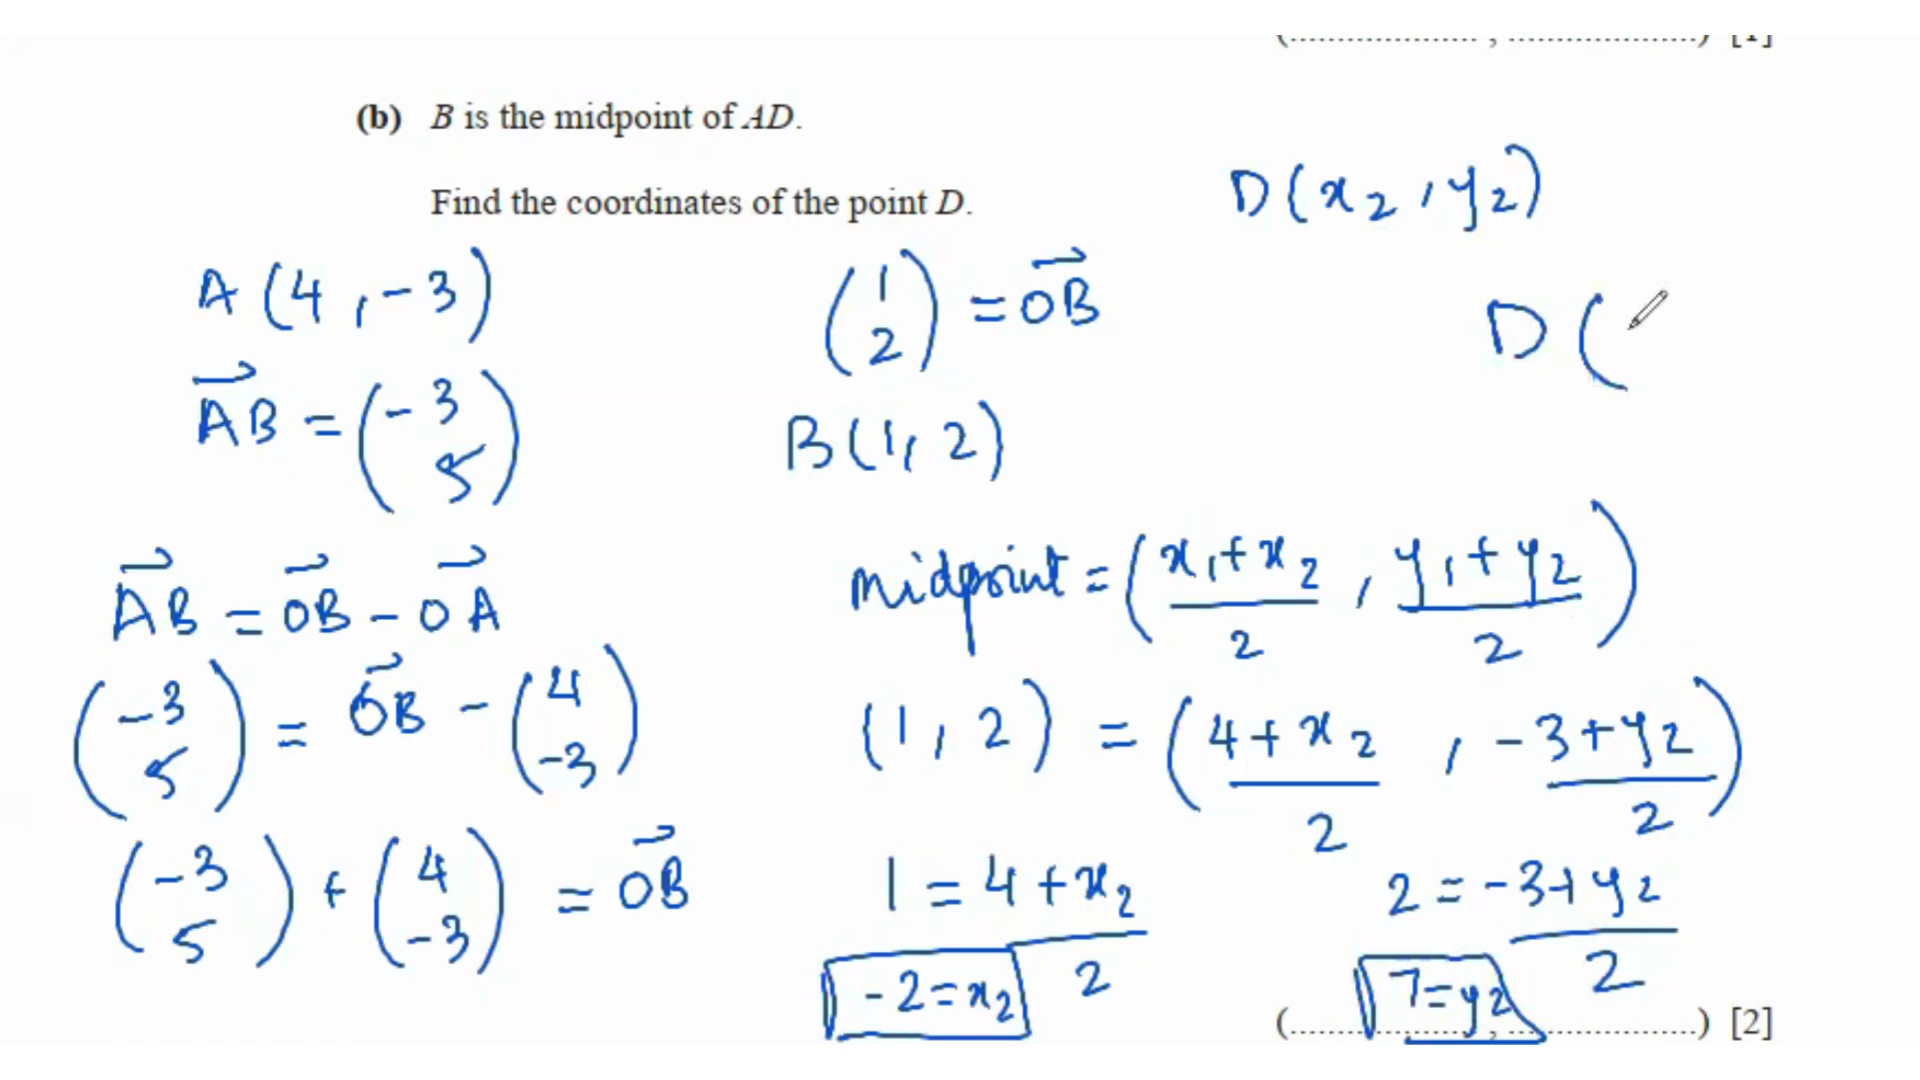 (.................... , ....................) [1]
(b) B is the midpoint of AD.
Find the coordinates of the point D.
D(x₂, y₂)
A(4, -3)
(1 2) = OB
D(
AB = (-3 5)
B(1, 2)
AB = OB - OA
midpoint = (x₁+x₂/2, y₁+y₂/2)
(-3 5) = OB - (4 -3)
(1, 2) = (4+x₂/2, -3+y₂/2)
(-3 5) + (4 -3) = OB
1 = 4+x₂/2
2 = -3+y₂/2
-2=x₂
7=y₂
(.................... , ....................) [2]